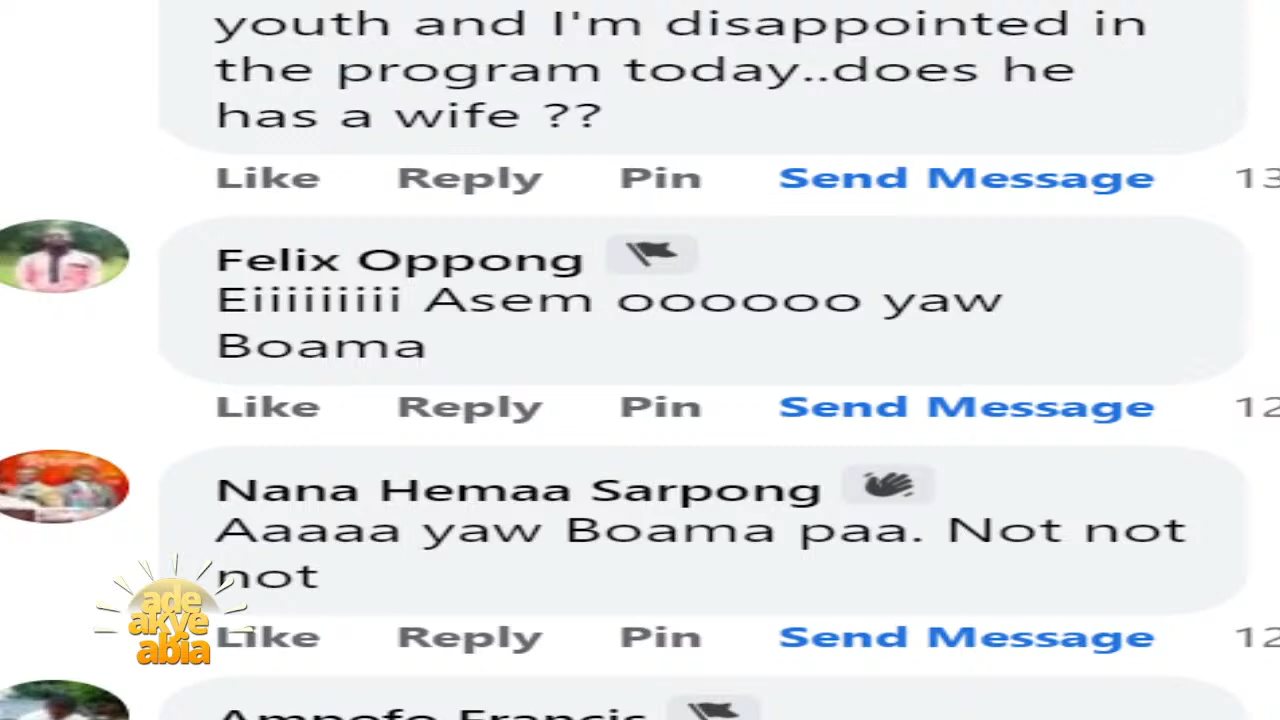 youth and I'm disappointed in
the program today..does he
has a wife ??
Like Reply Pin Send Message 13
Felix Oppong
Eiiiiiiiii Asem oooooo yaw
Boama
Like Reply Pin Send Message 12
Nana Hemaa Sarpong
Aaaaa yaw Boama paa. Not not
not
ade
akye
abia
Like Reply Pin Send Message 12
Ampofo Francis